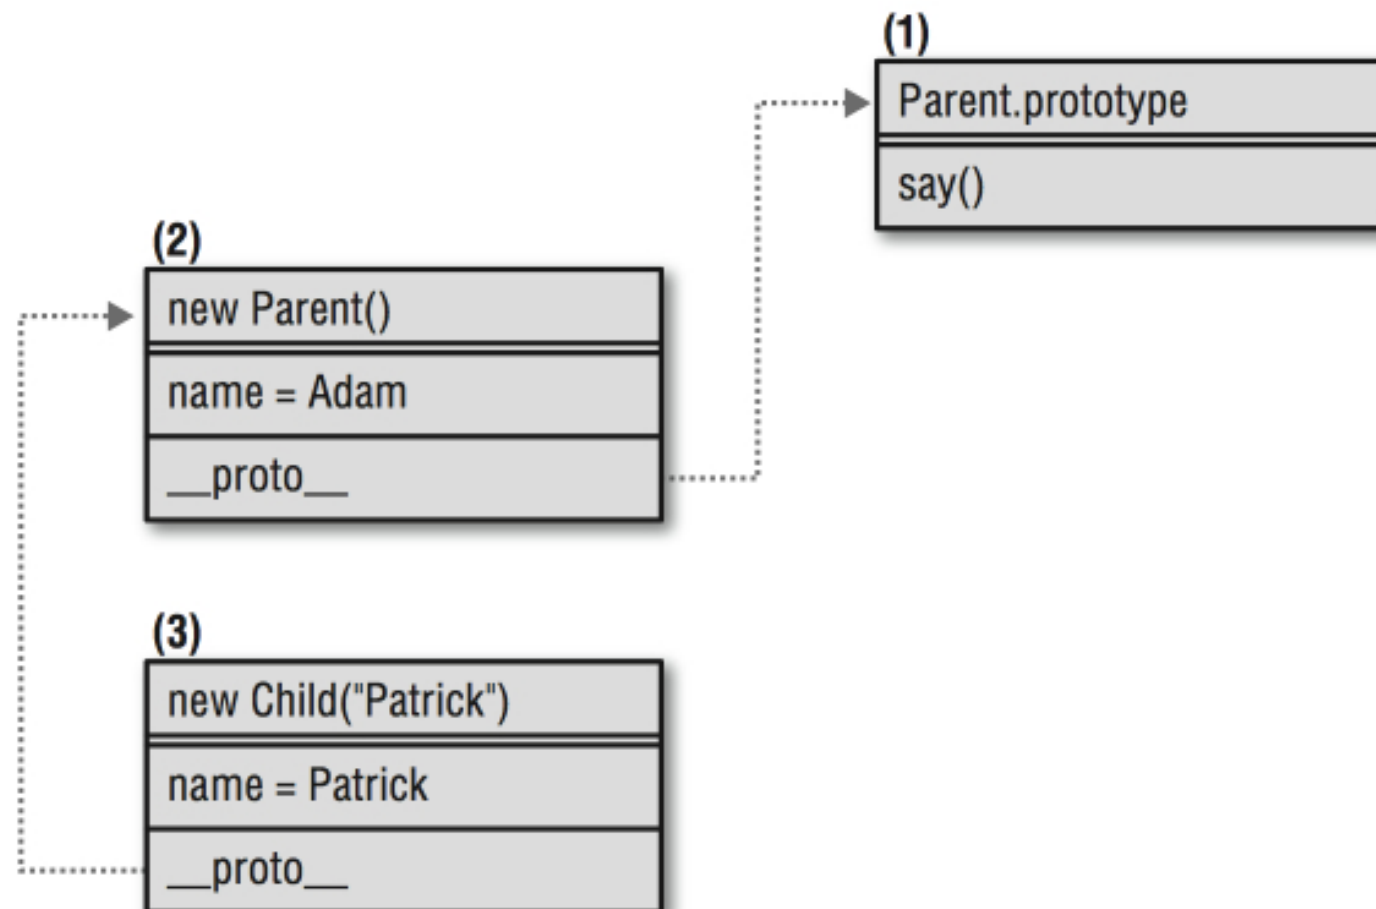 (1)
Parent.prototype
say()
(2)
new Parent()
name = Adam
__proto__
(3)
new Child("Patrick")
name = Patrick
__proto__